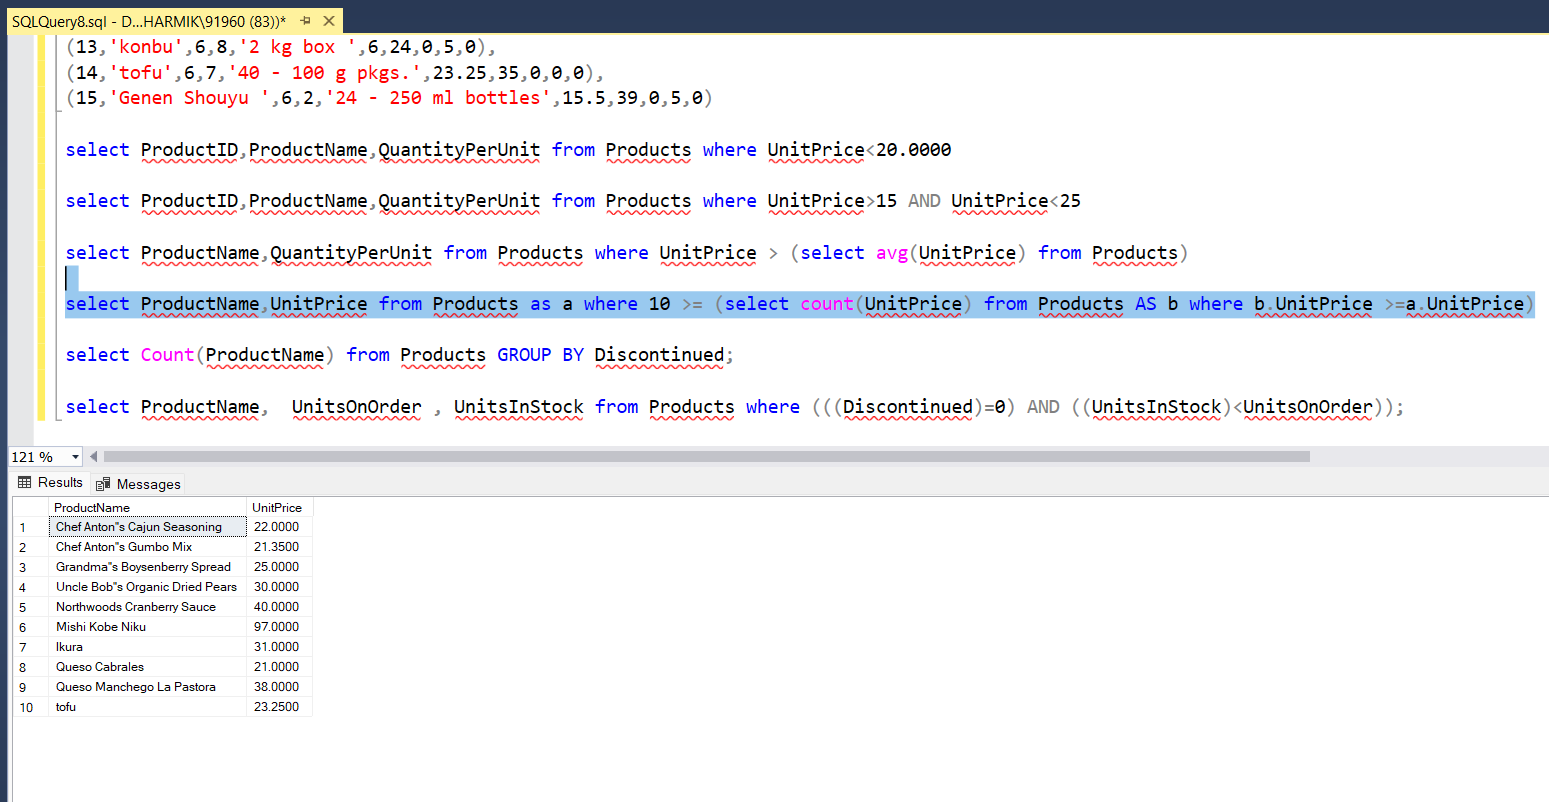 SQLQuery8.sql - D...HARMIK\91960 (83))*
(13,'konbu',6,8,'2 kg box ',6,24,0,5,0),
(14,'tofu',6,7,'40 - 100 g pkgs.',23.25,35,0,0,0),
(15,'Genen Shouyu ',6,2,'24 - 250 ml bottles',15.5,39,0,5,0)
select ProductID,ProductName,QuantityPerUnit from Products where UnitPrice<20.0000
select ProductID,ProductName,QuantityPerUnit from Products where UnitPrice>15 AND UnitPrice<25
select ProductName,QuantityPerUnit from Products where UnitPrice > (select avg(UnitPrice) from Products)
select ProductName,UnitPrice from Products as a where 10 >= (select count(UnitPrice) from Products AS b where b.UnitPrice >=a.UnitPrice)
select Count(ProductName) from Products GROUP BY Discontinued;
select ProductName,  UnitsOnOrder , UnitsInStock from Products where (((Discontinued)=0) AND ((UnitsInStock)<UnitsOnOrder));
121 %
Results Messages
ProductName UnitPrice
1 Chef Anton"s Cajun Seasoning 22.0000
2 Chef Anton"s Gumbo Mix 21.3500
3 Grandma"s Boysenberry Spread 25.0000
4 Uncle Bob"s Organic Dried Pears 30.0000
5 Northwoods Cranberry Sauce 40.0000
6 Mishi Kobe Niku 97.0000
7 Ikura 31.0000
8 Queso Cabrales 21.0000
9 Queso Manchego La Pastora 38.0000
10 tofu 23.2500